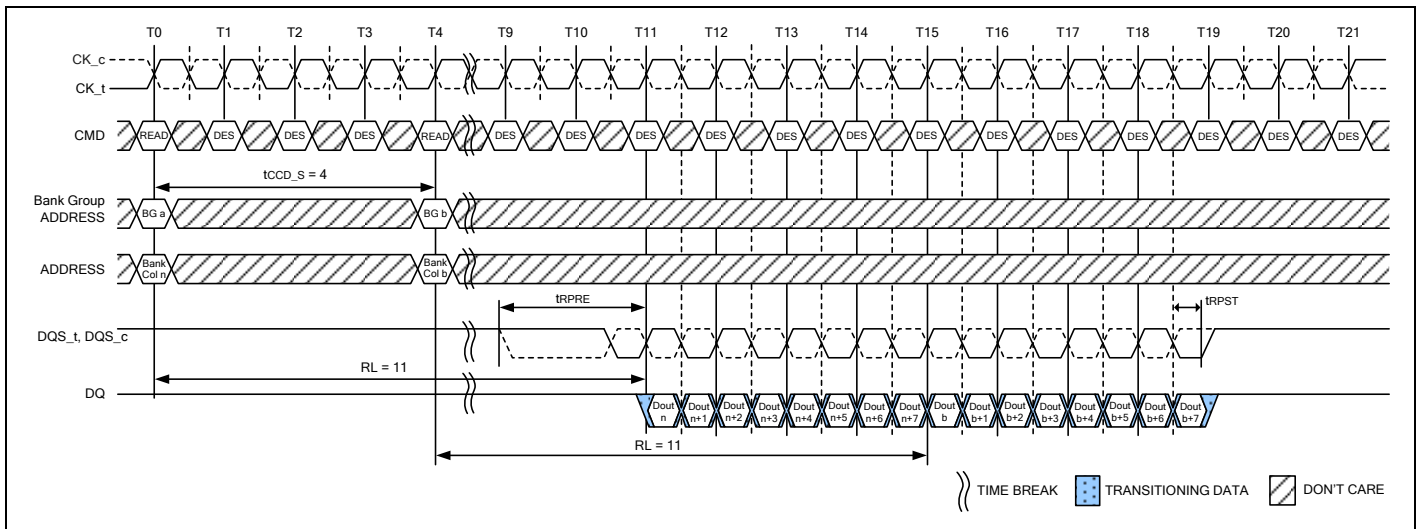 T0 T1 T2 T3 T4 T9 T10 T11 T12 T13 T14 T15 T16 T17 T18 T19 T20 T21
CK_c
CK_t
CMD READ DES DES DES READ DES DES DES DES DES DES DES DES DES DES DES DES DES
tCCD_S = 4
Bank Group
ADDRESS
BG a BG b
ADDRESS
Bank
Col n
Bank
Col b
tRPRE tRPST
DQS_t, DQS_c
RL = 11
DQ
Dout Dout Dout Dout Dout Dout Dout Dout Dout Dout Dout Dout Dout Dout Dout Dout
n n+1 n+2 n+3 n+4 n+5 n+6 n+7 b b+1 b+2 b+3 b+4 b+5 b+6 b+7
RL = 11
TIME BREAK TRANSITIONING DATA DON'T CARE